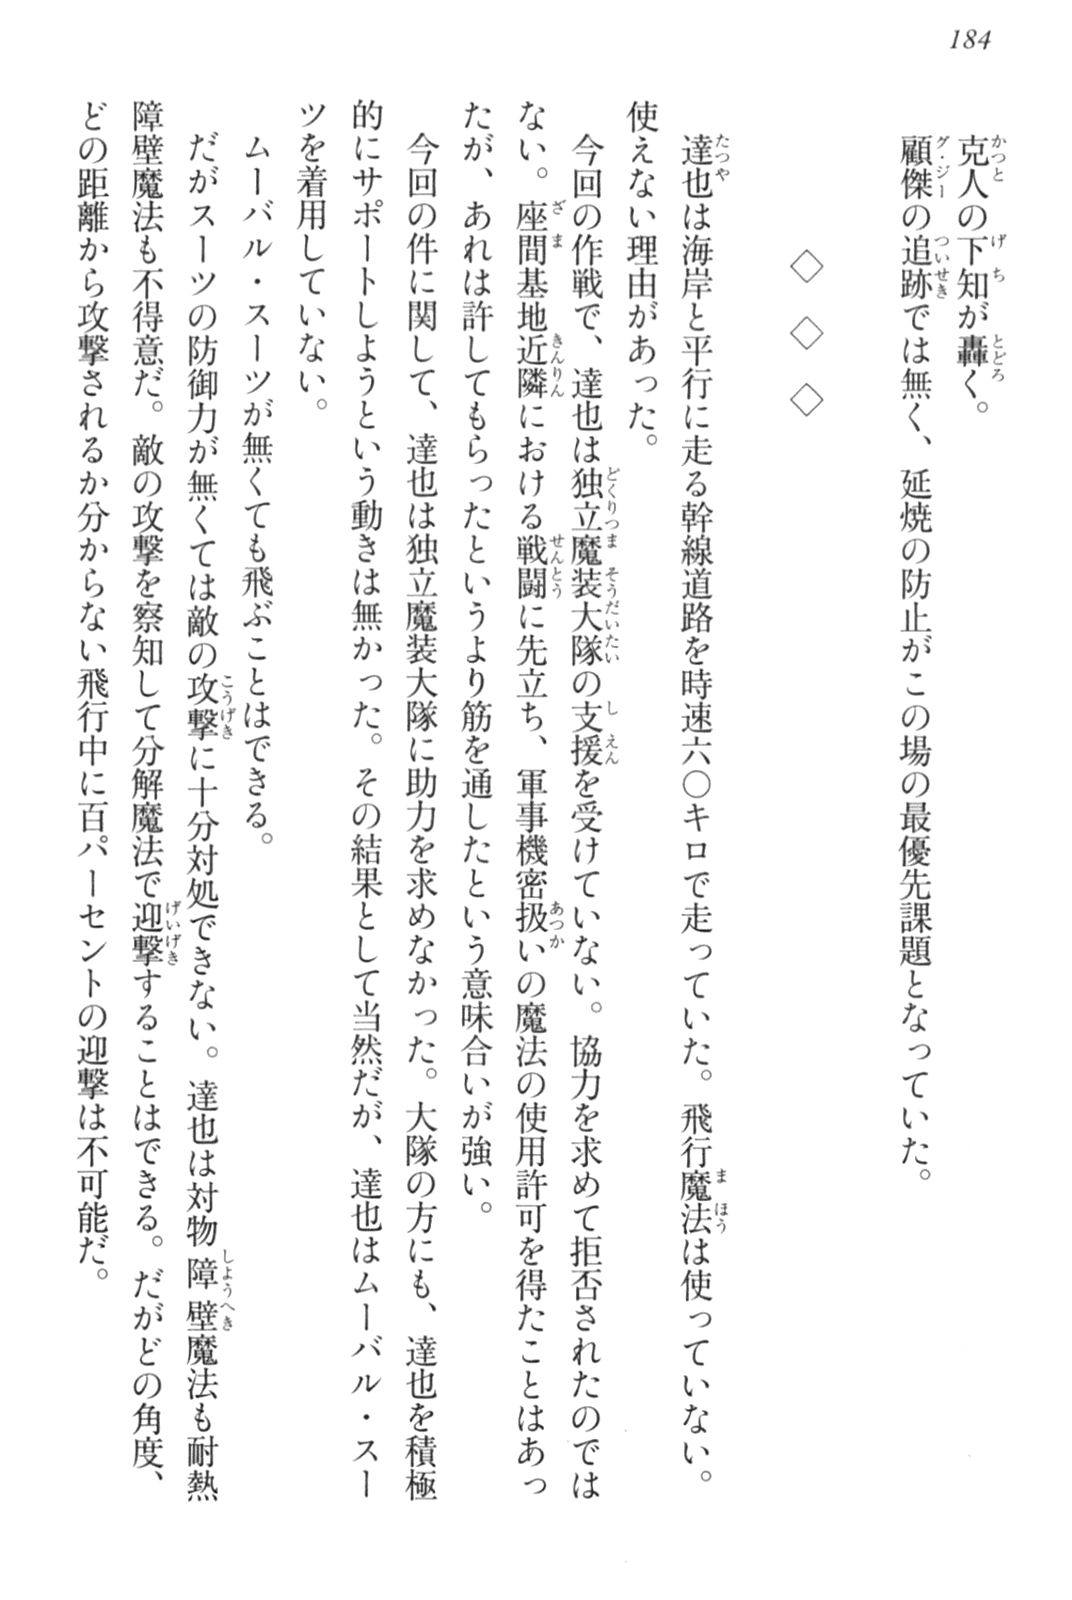 184
克人の下知が轟く。
顧傑の追跡では無く、延焼の防止がこの場の最優先課題となっていた。
◇ ◇ ◇
達也は海岸と平行に走る幹線道路を時速六〇キロで走っていた。飛行魔法は使っていない。
使えない理由があった。
今回の作戦で、達也は独立魔装大隊の支援を受けていない。協力を求めて拒否されたのでは
ない。座間基地近隣における戦闘に先立ち、軍事機密扱いの魔法の使用許可を得たことはあっ
たが、あれは許してもらったというより筋を通したという意味合いが強い。
今回の件に関して、達也は独立魔装大隊に助力を求めなかった。大隊の方にも、達也を積極
的にサポートしようという動きは無かった。その結果として当然だが、達也はムーバル・スー
ツを着用していない。
ムーバル・スーツが無くても飛ぶことはできる。
だがスーツの防御力が無くては敵の攻撃に十分対処できない。達也は対物障壁魔法も耐熱
障壁魔法も不得意だ。敵の攻撃を察知して分解魔法で迎撃することはできる。だがどの角度、
どの距離から攻撃されるか分からない飛行中に百パーセントの迎撃は不可能だ。